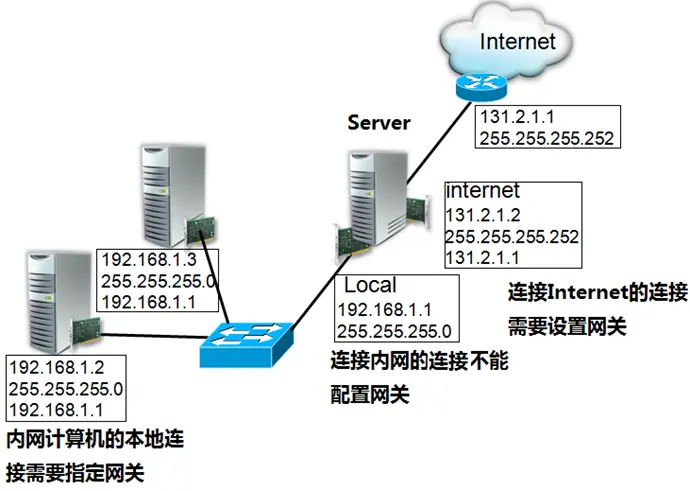 Internet
131.2.1.1
255.255.255.252
Server
internet
131.2.1.2
255.255.255.252
131.2.1.1
连接Internet的连接
需要设置网关
192.168.1.3
255.255.255.0
192.168.1.1
Local
192.168.1.1
255.255.255.0
连接内网的连接不能
配置网关
192.168.1.2
255.255.255.0
192.168.1.1
内网计算机的本地连
接需要指定网关